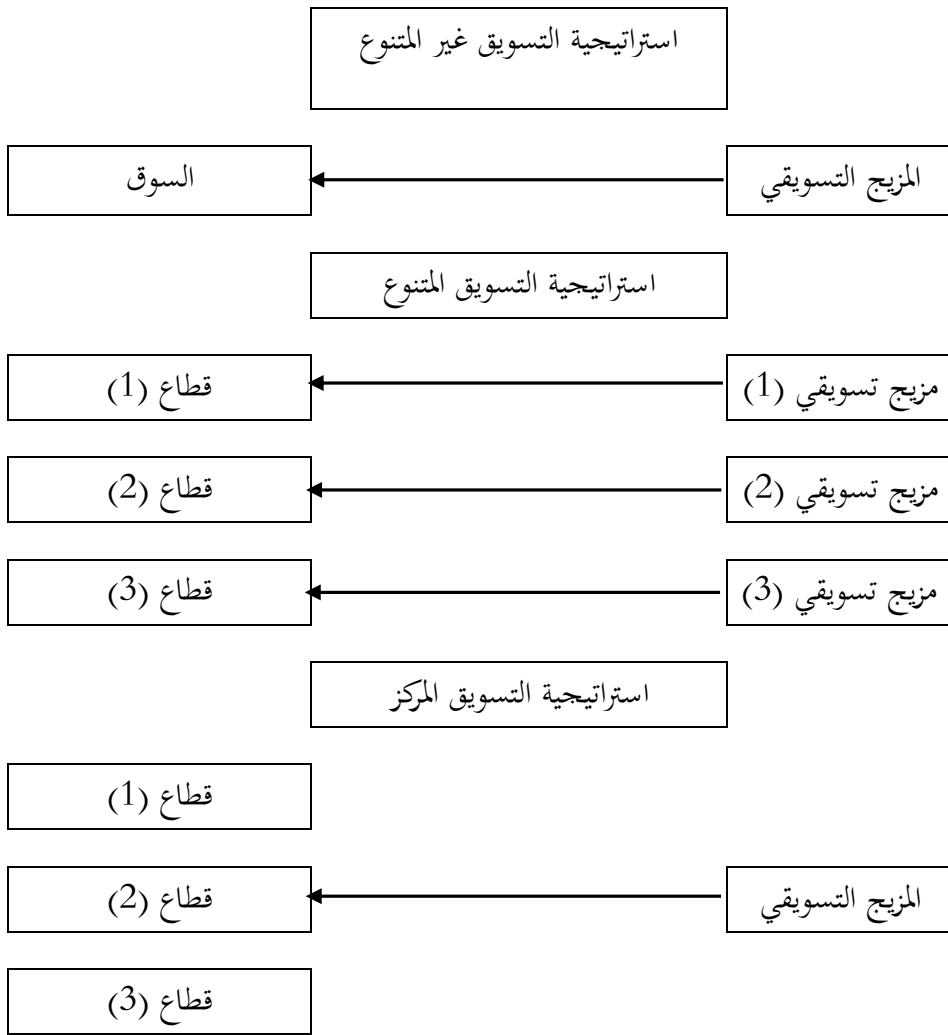 استراتيجية التسويق غير المتنوع
المزيج التسويقي
السوق
استراتيجية التسويق المتنوع
مزيج تسويقي (1)
قطاع (1)
مزيج تسويقي (2)
قطاع (2)
مزيج تسويقي (3)
قطاع (3)
استراتيجية التسويق المركز
قطاع (1)
المزيج التسويقي
قطاع (2)
قطاع (3)